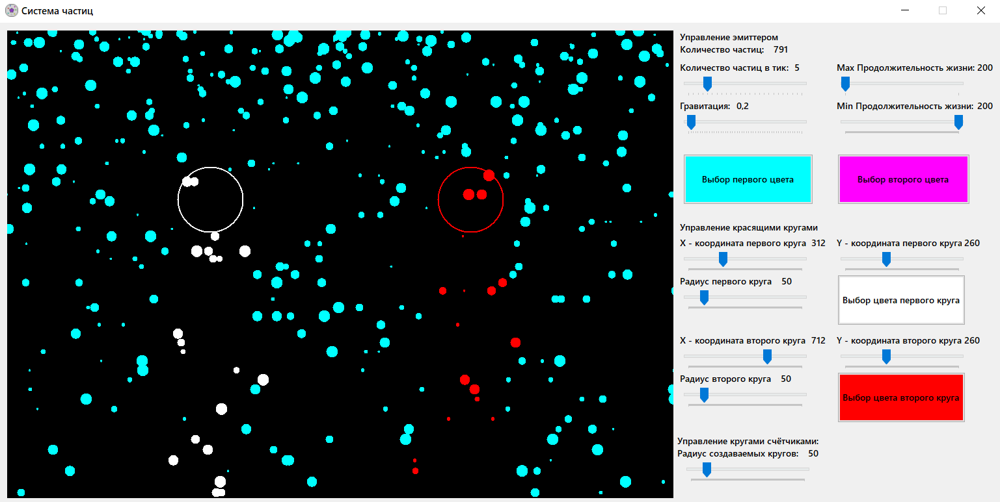 Система частиц
Управление эмиттером
Количество частиц: 791
Количество частиц в тик: 5
Max Продолжительность жизни: 200
Гравитация: 0,2
Min Продолжительность жизни: 200
Выбор первого цвета
Выбор второго цвета
Управление красящими кругами
X - координата первого круга 312
Y - координата первого круга 260
Радиус первого круга 50
Выбор цвета первого круга
X - координата второго круга 712
Y - координата второго круга 260
Радиус второго круга 50
Выбор цвета второго круга
Управление кругами счётчиками:
Радиус создаваемых кругов: 50